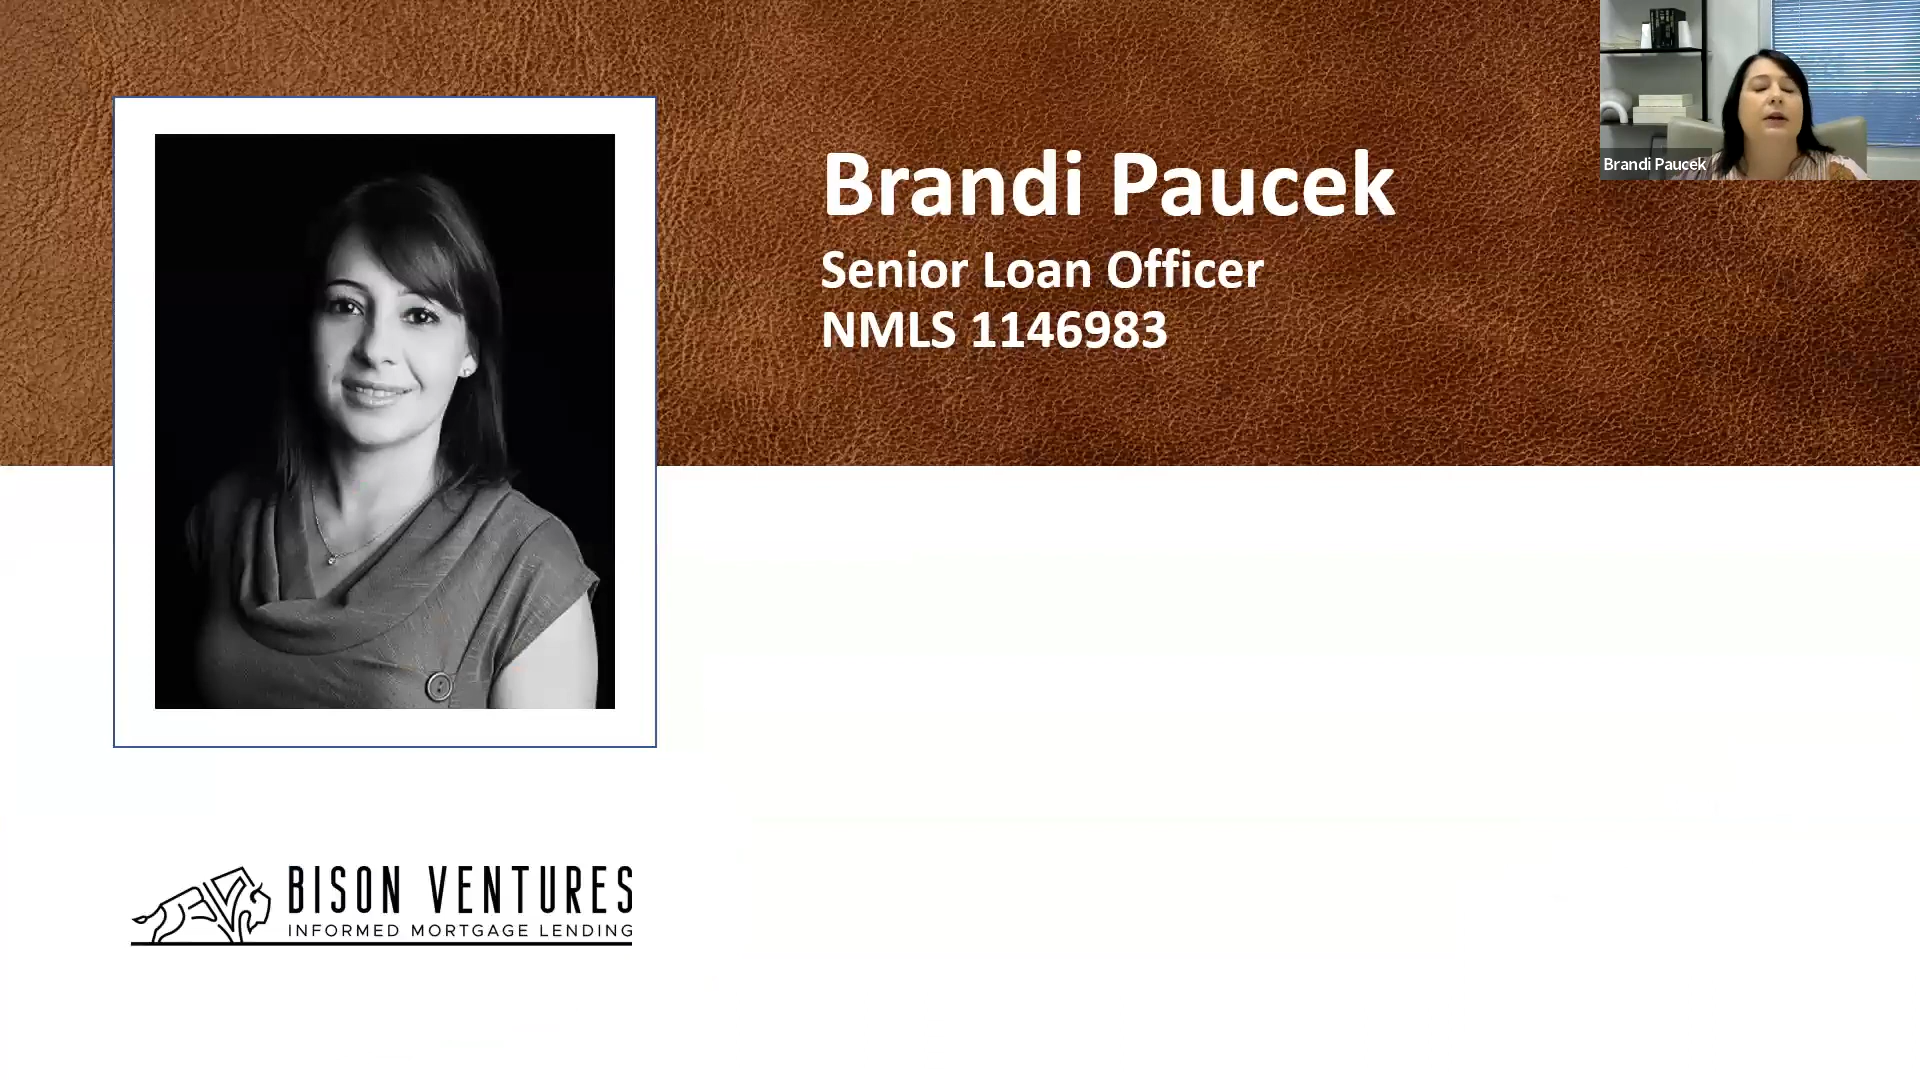 Brandi Paucek
Senior Loan Officer
NMLS 1146983
Brandi Paucek
BISON VENTURES
INFORMED MORTGAGE LENDING